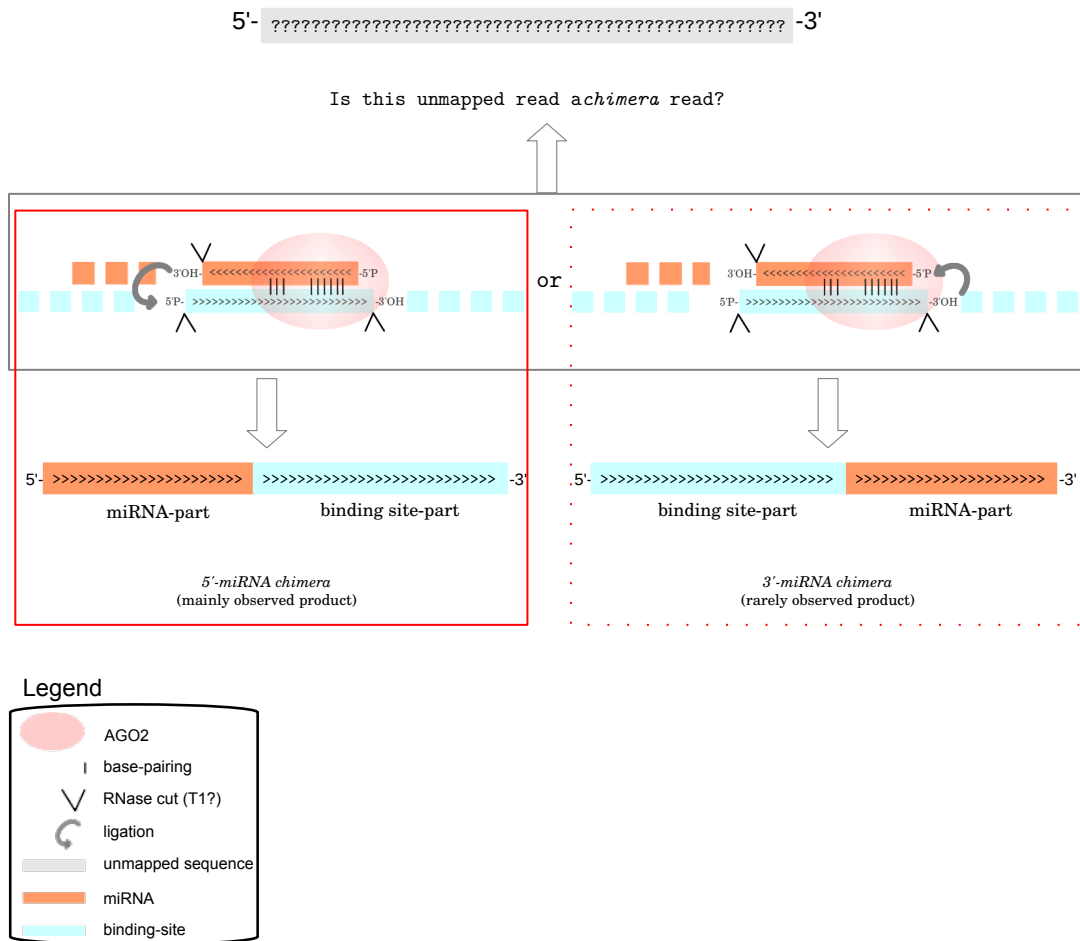 5'- ??????????????????????????????????????????????????? -3'
Is this unmapped read achimera read?
3'OH- <<<<<<<<<<<<<<<<<<<<<< -5'P
5'P- >>>>>>>>>>>>>>>>>>>>>>>>>>> -3'OH
or
3'OH- <<<<<<<<<<<<<<<<<<<<<< -5'P
5'P- >>>>>>>>>>>>>>>>>>>>>>>>>>> -3'OH
5'- >>>>>>>>>>>>>>>>>>>>>> >>>>>>>>>>>>>>>>>>>>>>>>>>> -3'
miRNA-part binding site-part
5'-miRNA chimera
(mainly observed product)
5'- >>>>>>>>>>>>>>>>>>>>>>>>>>> >>>>>>>>>>>>>>>>>>>>>> -3'
binding site-part miRNA-part
3'-miRNA chimera
(rarely observed product)
Legend
AGO2
base-pairing
RNase cut (T1?)
ligation
unmapped sequence
miRNA
binding-site